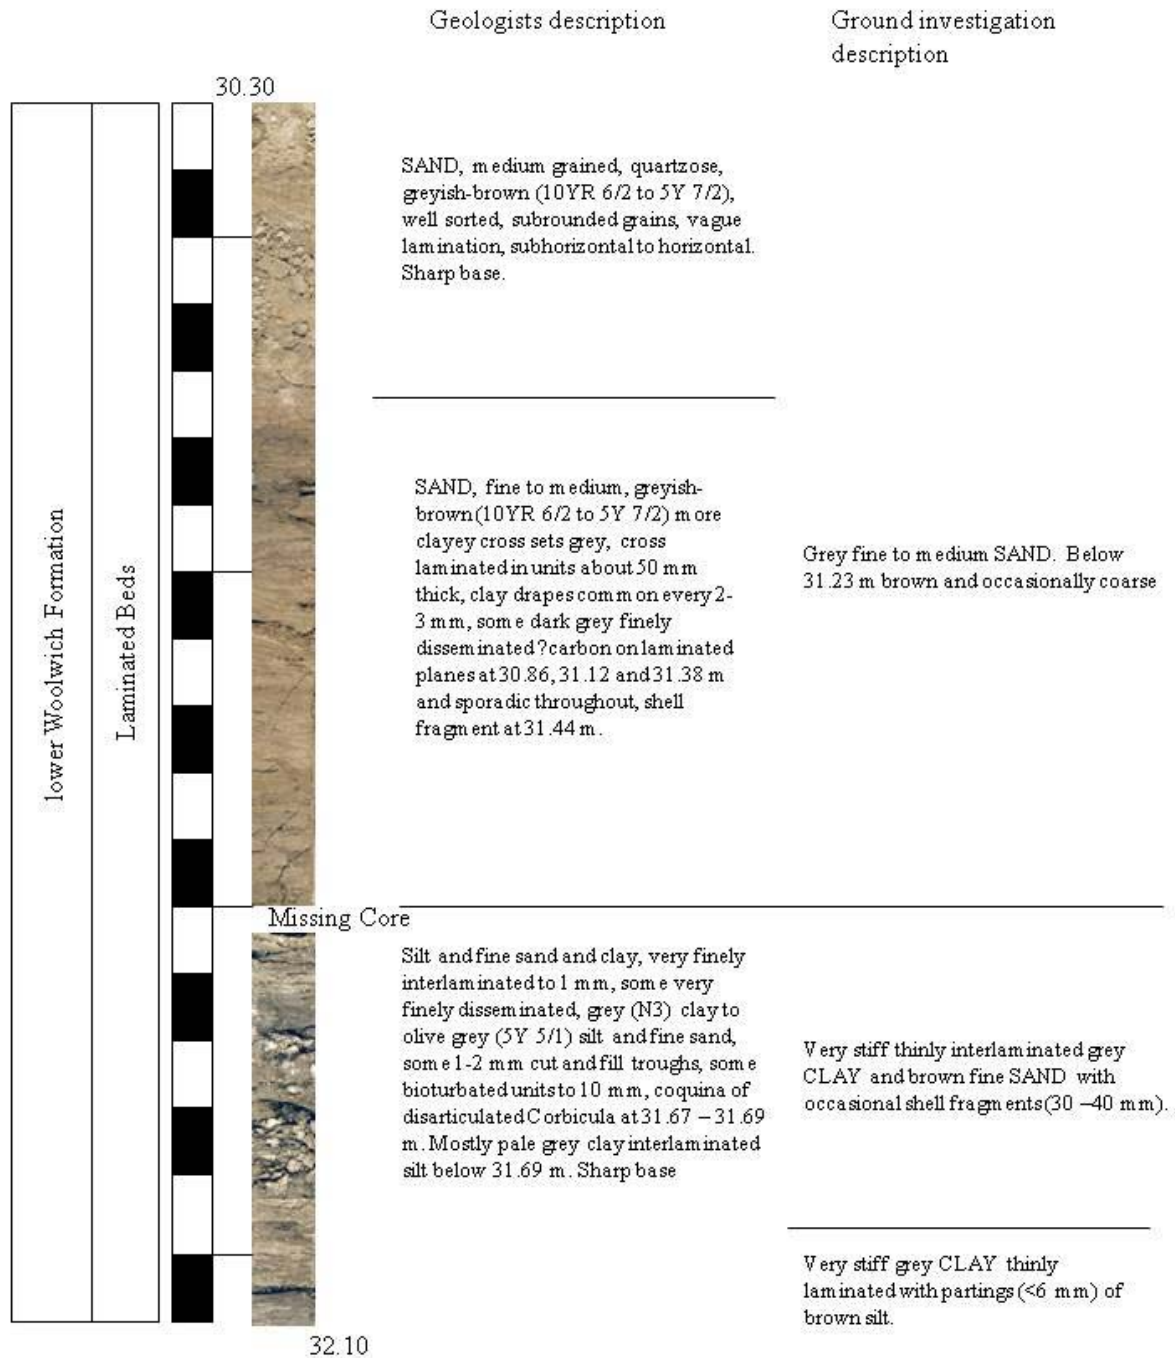 Geologists description
Ground investigation
description
30.30
lower Woolwich Formation
Laminated Beds
SAND, medium grained, quartzose,
greyish-brown (10YR 6/2 to 5Y 7/2),
well sorted, subrounded grains, vague
lamination, subhorizontal to horizontal.
Sharp base.
SAND, fine to medium, greyish-
brown (10YR 6/2 to 5Y 7/2) more
clayey cross sets grey, cross
laminated in units about 50 mm
thick, clay drapes common every 2-
3 mm, some dark grey finely
disseminated ?carbon on laminated
planes at 30.86, 31.12 and 31.38 m
and sporadic throughout, shell
fragment at 31.44 m.
Grey fine to medium SAND. Below
31.23 m brown and occasionally coarse
Missing Core
Silt and fine sand and clay, very finely
interlaminated to 1 mm, some very
finely disseminated, grey (N3) clay to
olive grey (5Y 5/1) silt and fine sand,
some 1-2 mm cut and fill troughs, some
bioturbated units to 10 mm, coquina of
disarticulated Corbicula at 31.67 – 31.69
m. Mostly pale grey clay interlaminated
silt below 31.69 m. Sharp base
Very stiff thinly interlaminated grey
CLAY and brown fine SAND with
occasional shell fragments (30 –40 mm).
Very stiff grey CLAY thinly
laminated with partings (<6 mm) of
brown silt.
32.10